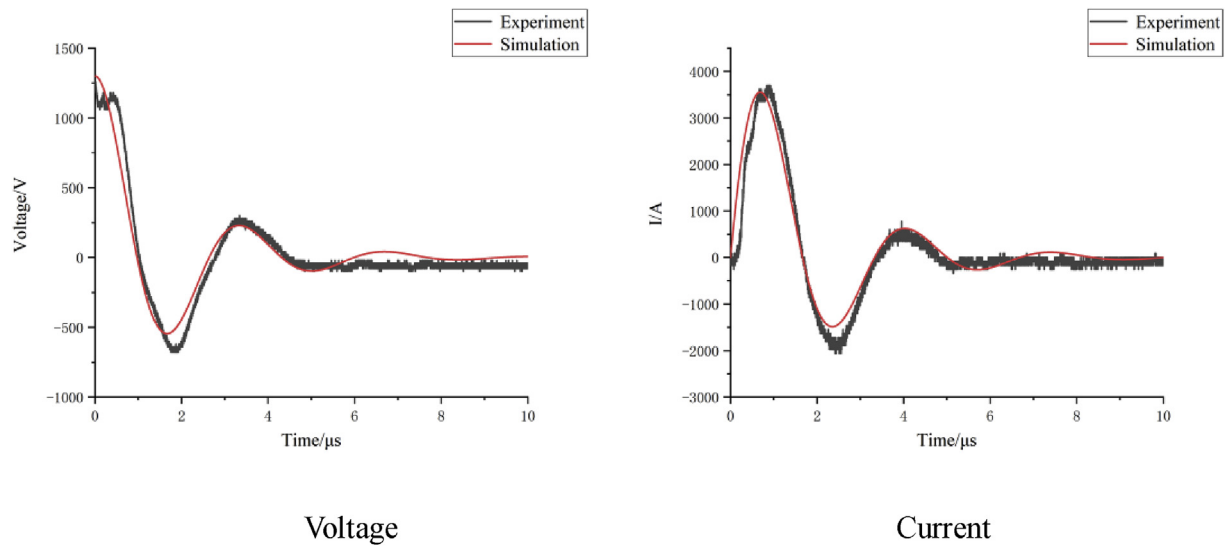 Experiment
Simulation
1500
1000
500
0
−500
−1000
Voltage/V
0 2 4 6 8 10
Time/μs
Voltage
Experiment
Simulation
4000
3000
2000
1000
0
−1000
−2000
−3000
I/A
0 2 4 6 8 10
Time/μs
Current